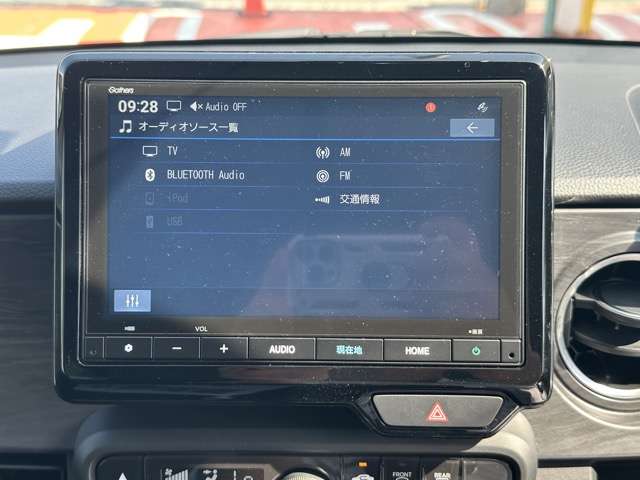 Gathers
09:28 Audio OFF
オーディオソース一覧
TV AM
BLUETOOTH Audio FM
iPod 交通情報
USB
VOL
AUDIO 現在地 HOME
FRONT REAR